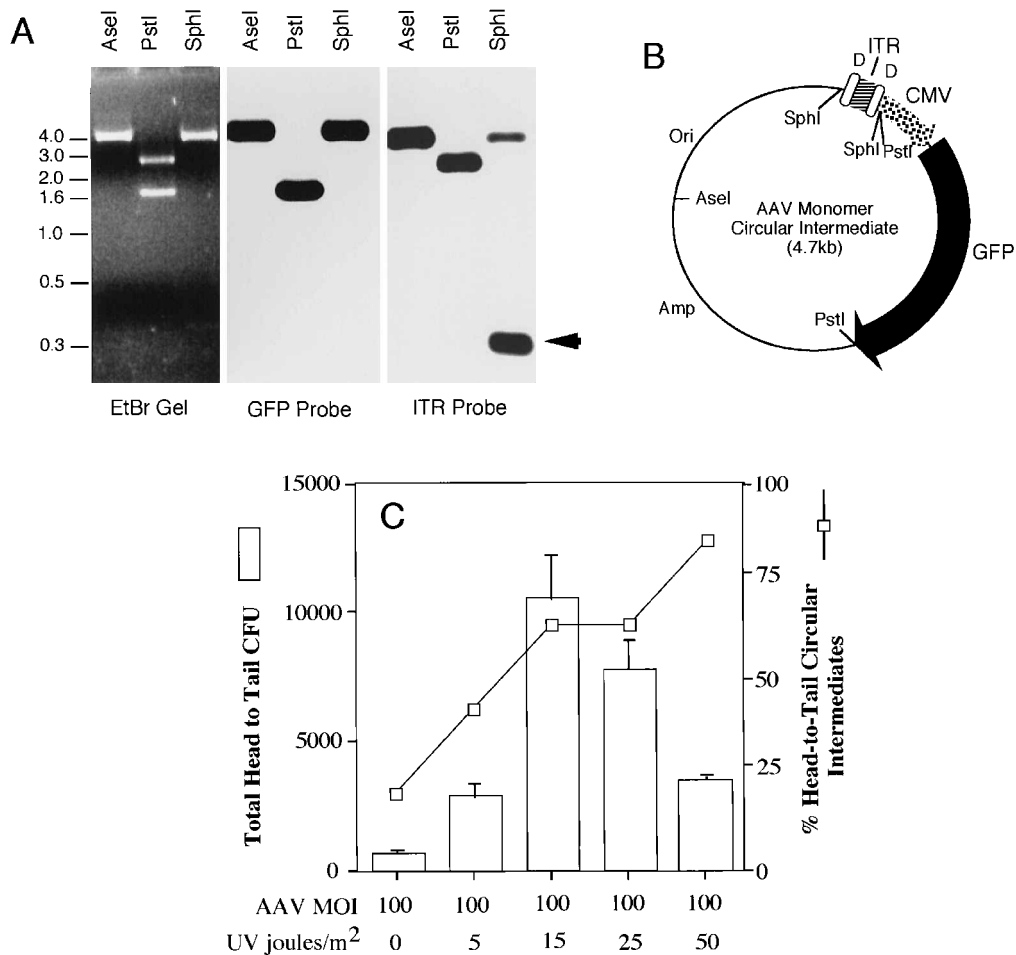 A
AseI
PstI
SphI
AseI
PstI
SphI
AseI
PstI
SphI
4.0
3.0
2.0
1.6
1.0
0.5
0.3
EtBr Gel
GFP Probe
ITR Probe
B
D
ITR
D
CMV
SphI
SphI
PstI
Ori
AseI
AAV Monomer
Circular Intermediate
(4.7kb)
GFP
Amp
PstI
C
Total Head to Tail CFU
15000
10000
5000
0
100
75
50
25
0
% Head-to-Tail Circular
Intermediates
AAV MOI 100 100 100 100 100
UV joules/m² 0 5 15 25 50